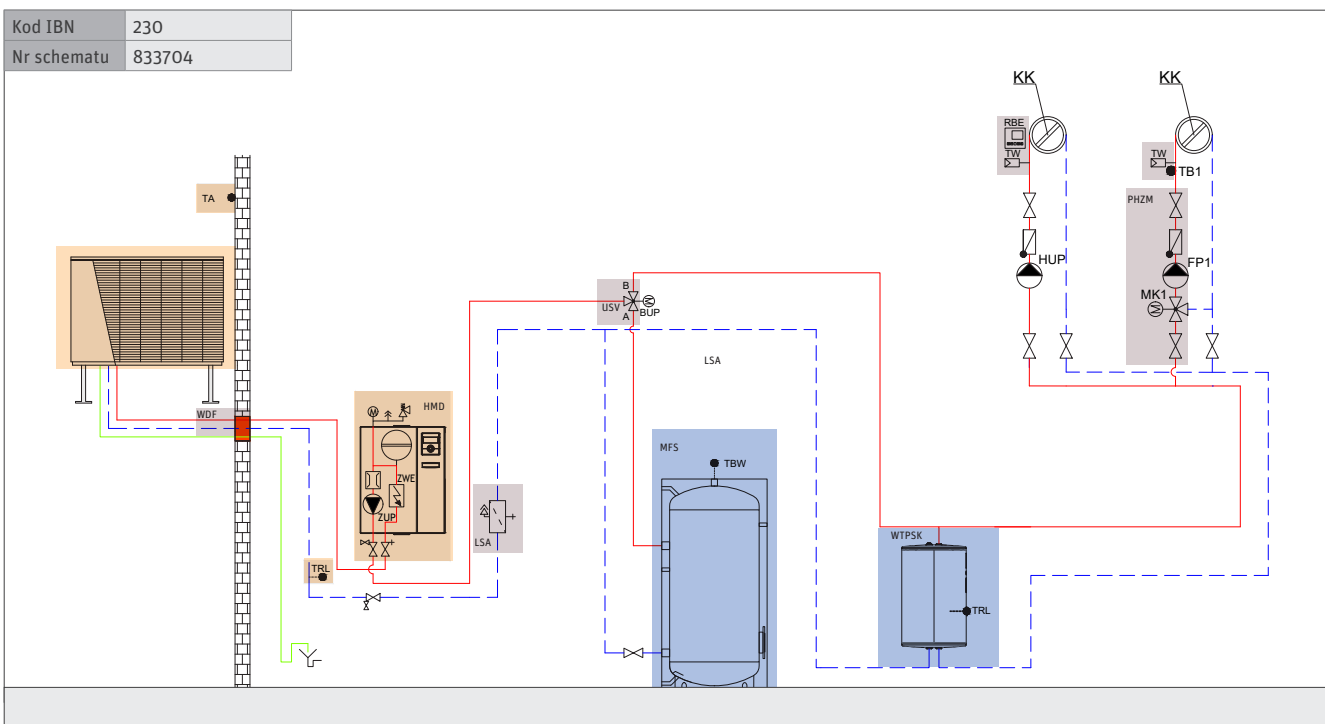 Kod IBN 230
Nr schematu 833704
KK KK
RBE
TW TW
TB1
TA
PHZM
HUP FP1
B
USV
A BUP
MK1
M
LSA
WDF
HMD
M
MFS
TBW
ZWE
ZUP
LSA
WTPSK
TRL
TRL